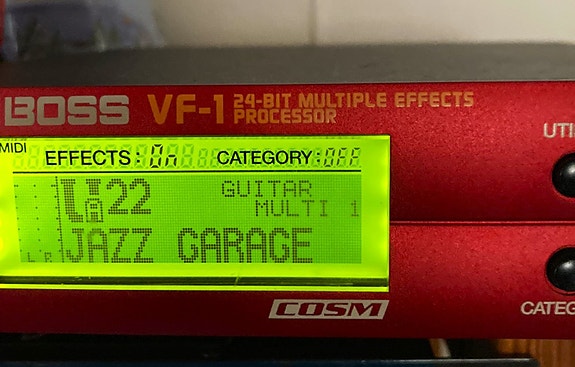 BOSS VF-1 24-BIT MULTIPLE EFFECTS
PROCESSOR
UTI
MIDI
EFFECTS: On CATEGORY: OFF
UA22 GUITAR
MULTI 1
JAZZ GARAGE
L R
COSM
CATEG